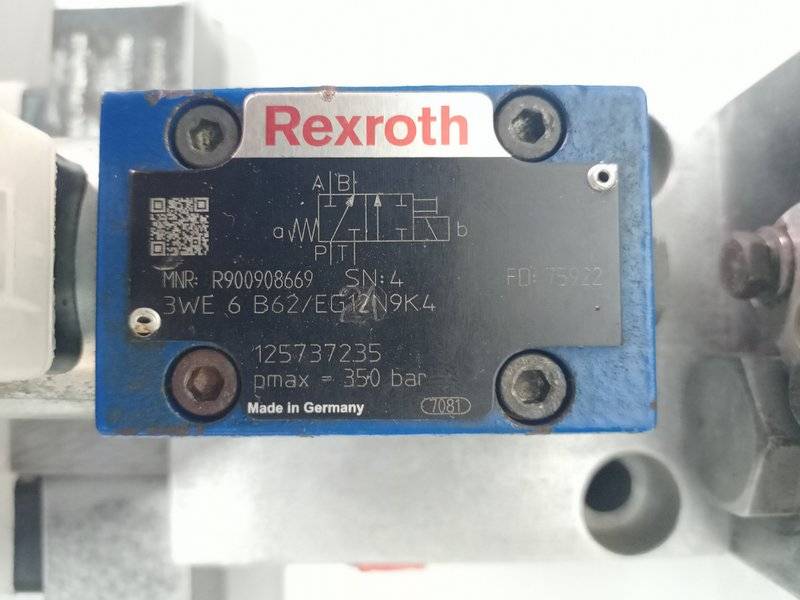 Rexroth
A B
a b
P T
MNR: R900908669 SN: 4 FD: 75922
3WE 6 B62/EG12N9K4
125737235
pmax = 350 bar
Made in Germany 7081